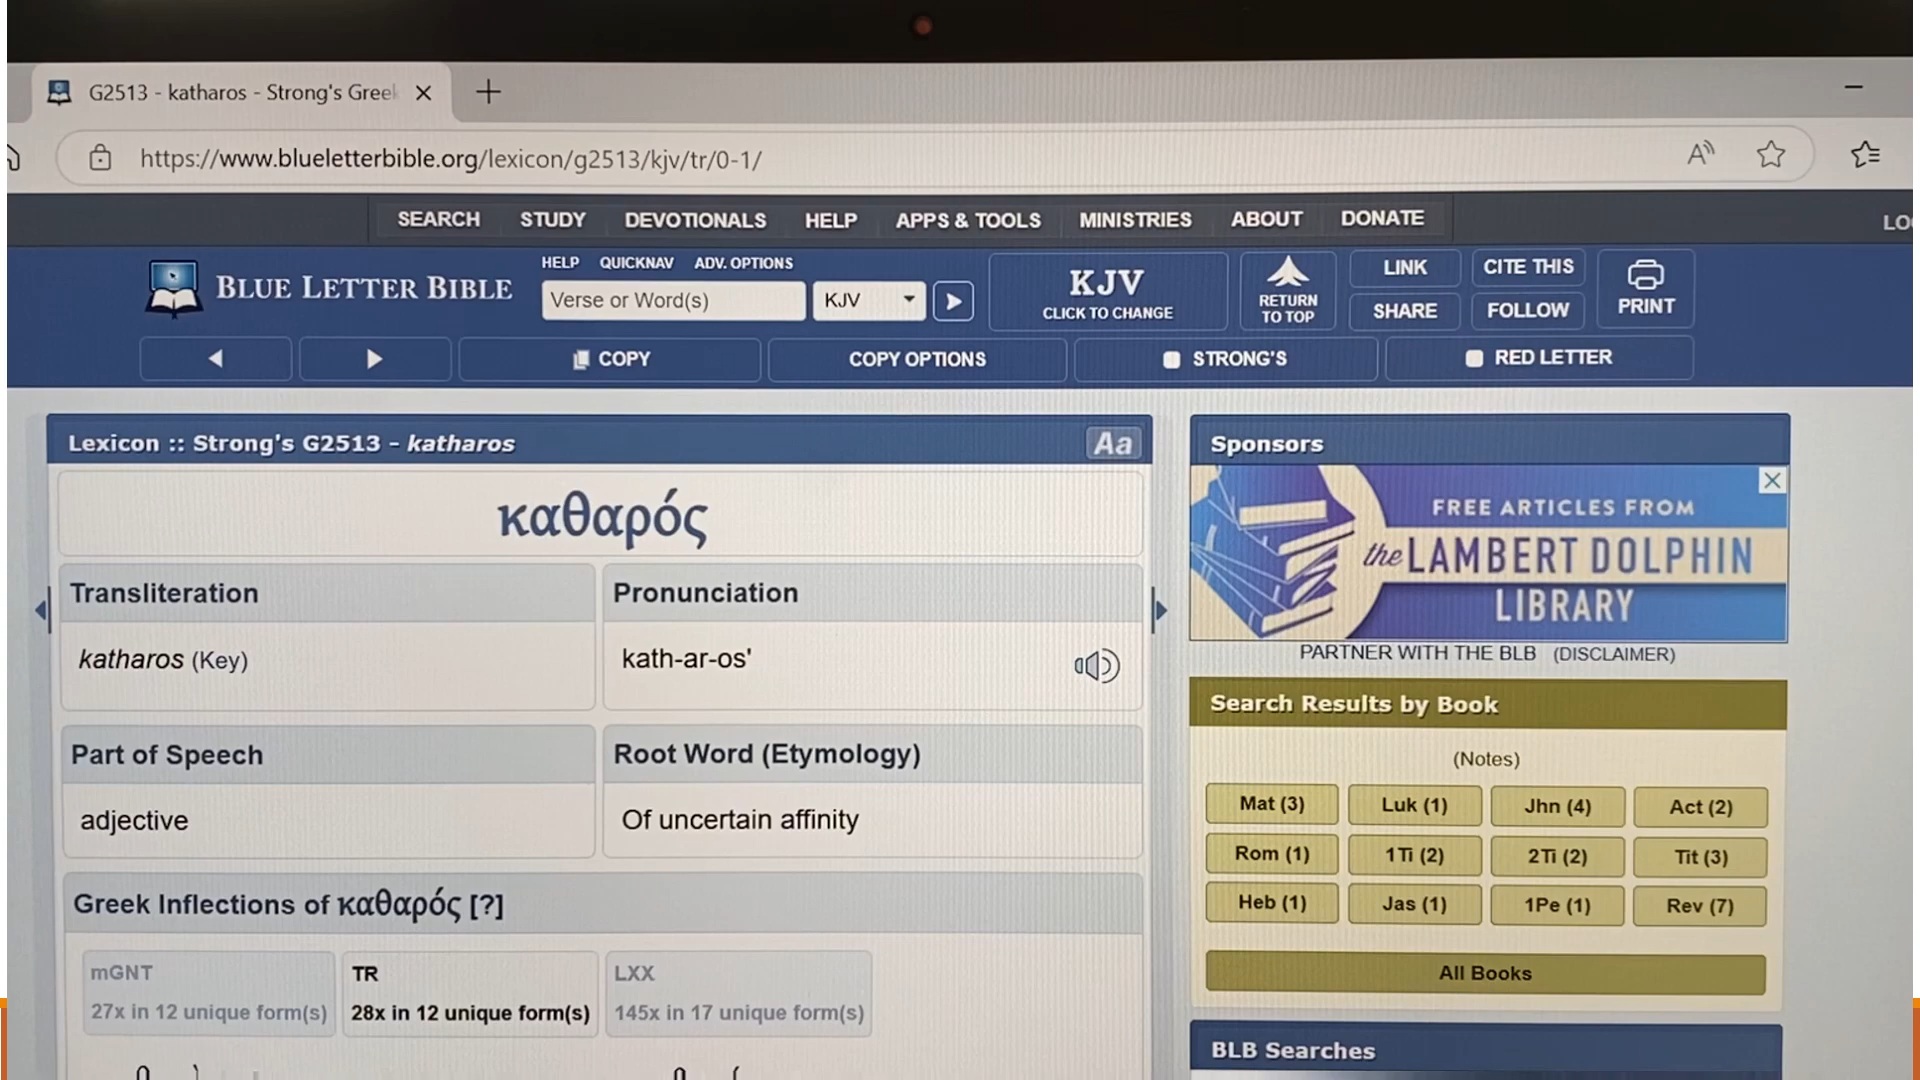 G2513 - katharos - Strong's Greek
https://www.blueletterbible.org/lexicon/g2513/kjv/tr/0-1/
SEARCH STUDY DEVOTIONALS HELP APPS & TOOLS MINISTRIES ABOUT DONATE
BLUE LETTER BIBLE
HELP QUICKNAV ADV. OPTIONS
Verse or Word(s) KJV
KJV
CLICK TO CHANGE
RETURN
TO TOP
LINK
CITE THIS
SHARE
FOLLOW
PRINT
COPY COPY OPTIONS STRONG'S RED LETTER
Lexicon :: Strong's G2513 - katharos Aa
καθαρός
Transliteration
katharos (Key)
Pronunciation
kath-ar-os'
Part of Speech
adjective
Root Word (Etymology)
Of uncertain affinity
Greek Inflections of καθαρός [?]
mGNT
27x in 12 unique form(s)
TR
28x in 12 unique form(s)
LXX
145x in 17 unique form(s)
Sponsors
FREE ARTICLES FROM
the LAMBERT DOLPHIN
LIBRARY
PARTNER WITH THE BLB (DISCLAIMER)
Search Results by Book
(Notes)
Mat (3) Luk (1) Jhn (4) Act (2)
Rom (1) 1Ti (2) 2Ti (2) Tit (3)
Heb (1) Jas (1) 1Pe (1) Rev (7)
All Books
BLB Searches